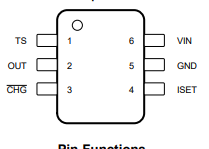 TS 1 6 VIN
OUT 2 5 GND
CHG 3 4 ISET
Pin Functions